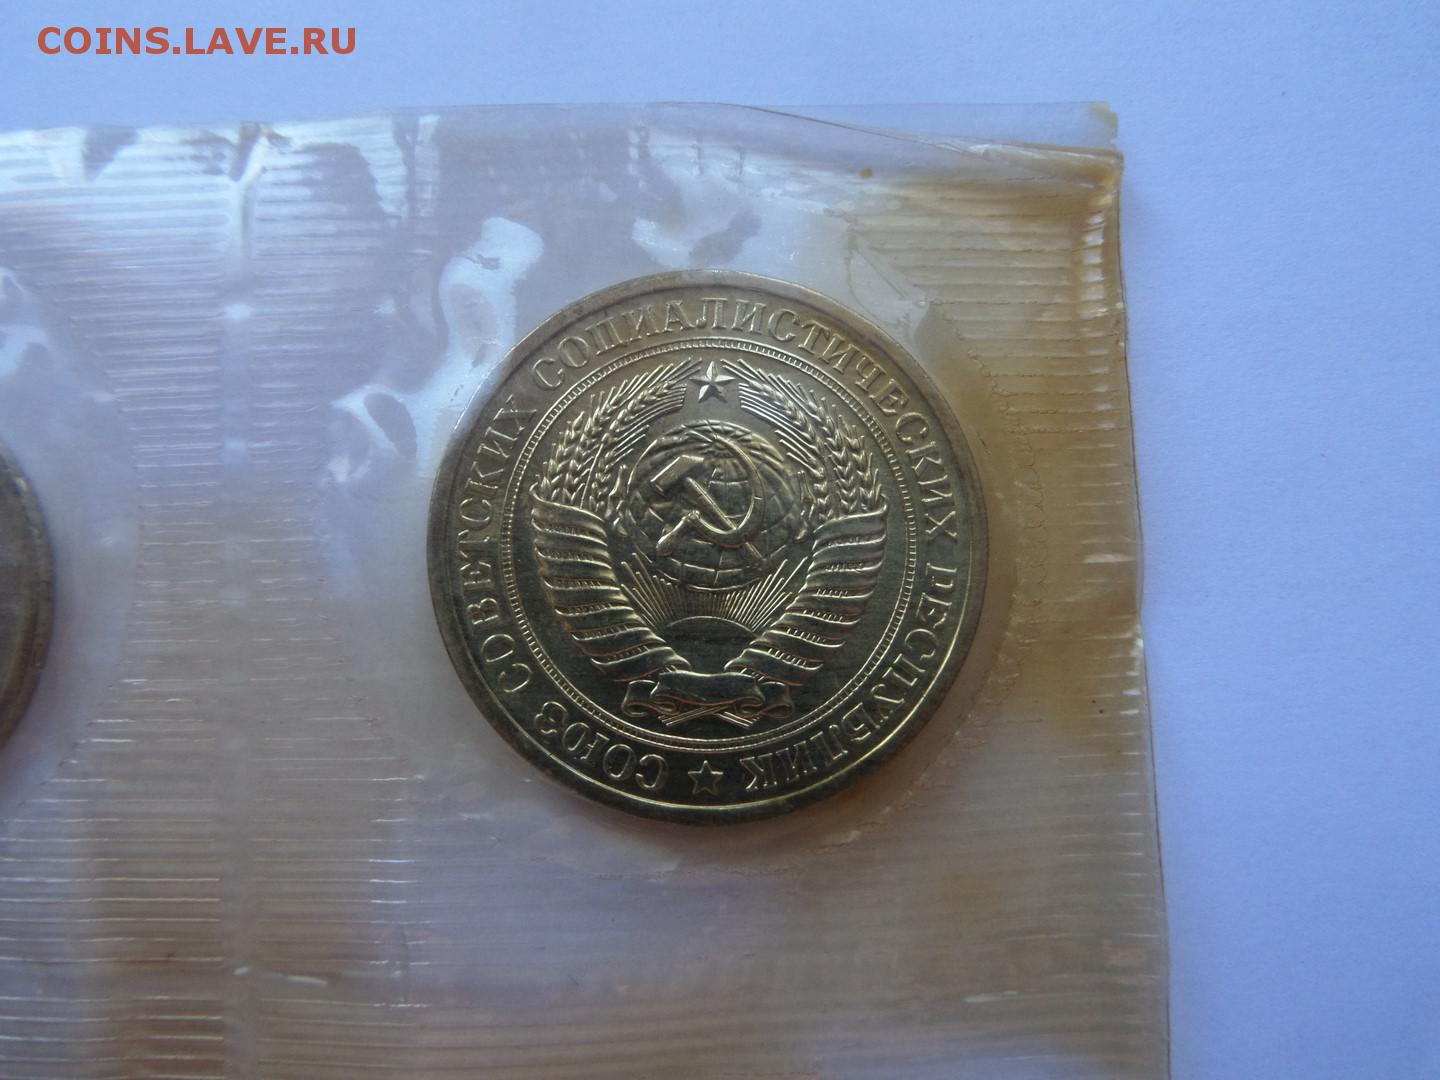 COINS.LAVE.RU
СОЮЗ СОВЕТСКИХ СОЦИАЛИСТИЧЕСКИХ РЕСПУБЛИК